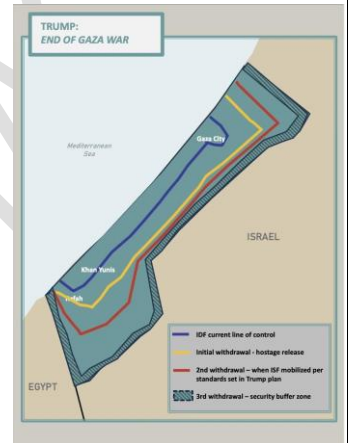 TRUMP:
END OF GAZA WAR
Mediterranean
Sea
Gaza City
ISRAEL
Khan Yunis
Rafah
EGYPT
IDF current line of control
Initial withdrawal - hostage release
2nd withdrawal – when ISF mobilized per
standards set in Trump plan
3rd withdrawal – security buffer zone